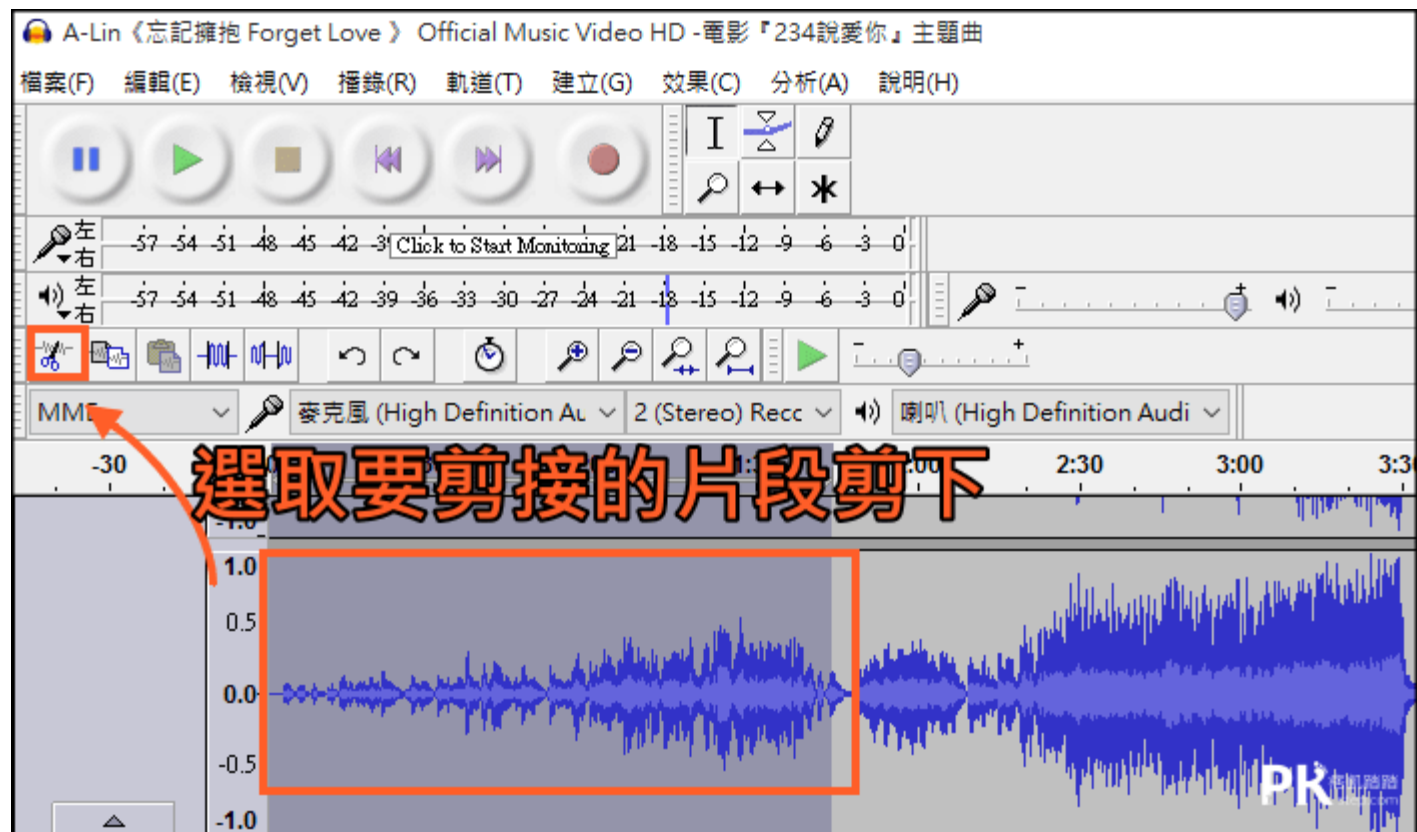 A-Lin《忘記擁抱 Forget Love 》 Official Music Video HD -電影『234說愛你』主題曲
檔案(F) 編輯(E) 檢視(V) 播錄(R) 軌道(T) 建立(G) 效果(C) 分析(A) 說明(H)
左
右
-57 -54 -51 -48 -45 -42 -3 Click to Start Monitoring 21 -18 -15 -12 -9 -6 -3 0
左
右
-57 -54 -51 -48 -45 -42 -39 -36 -33 -30 -27 -24 -21 -18 -15 -12 -9 -6 -3 0
- +
MME 麥克風 (High Definition Au 2 (Stereo) Recc 喇叭 (High Definition Audi
-30 2:30 3:00 3:30
選取要剪接的片段剪下
-1.0
1.0
0.5
0.0
-0.5
-1.0
PK